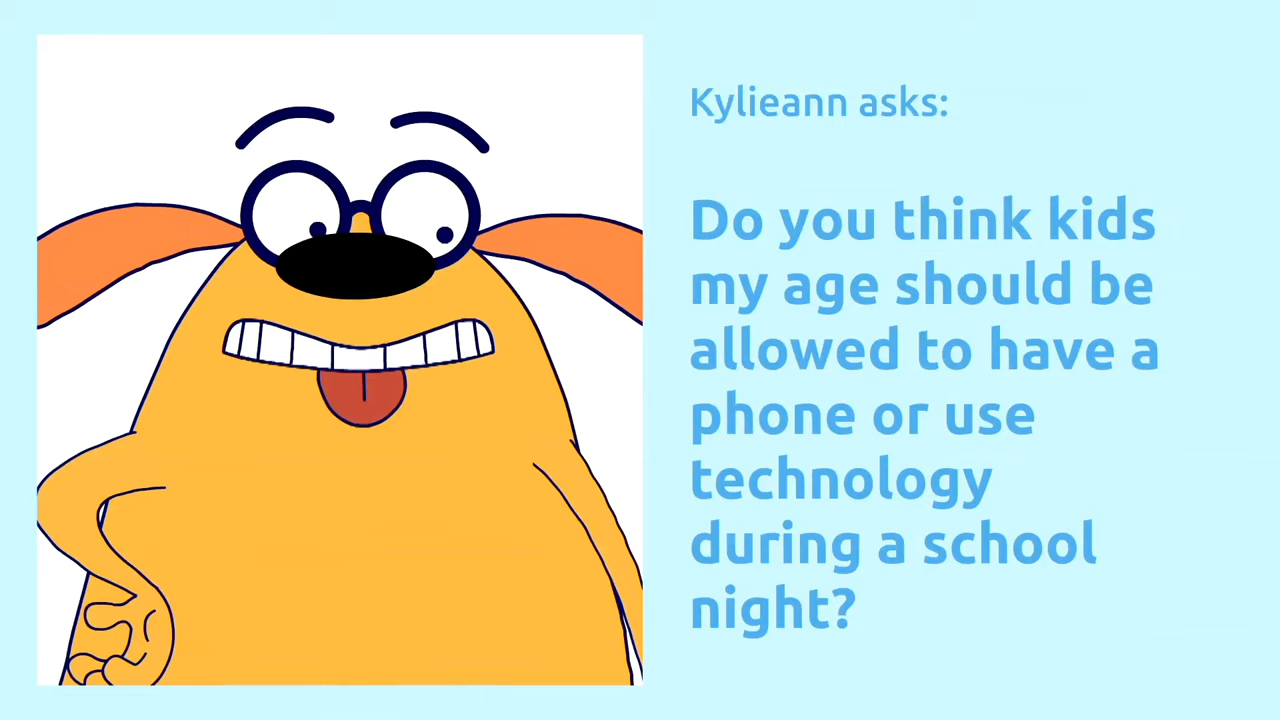 Kylieann asks:
Do you think kids
my age should be
allowed to have a
phone or use
technology
during a school
night?